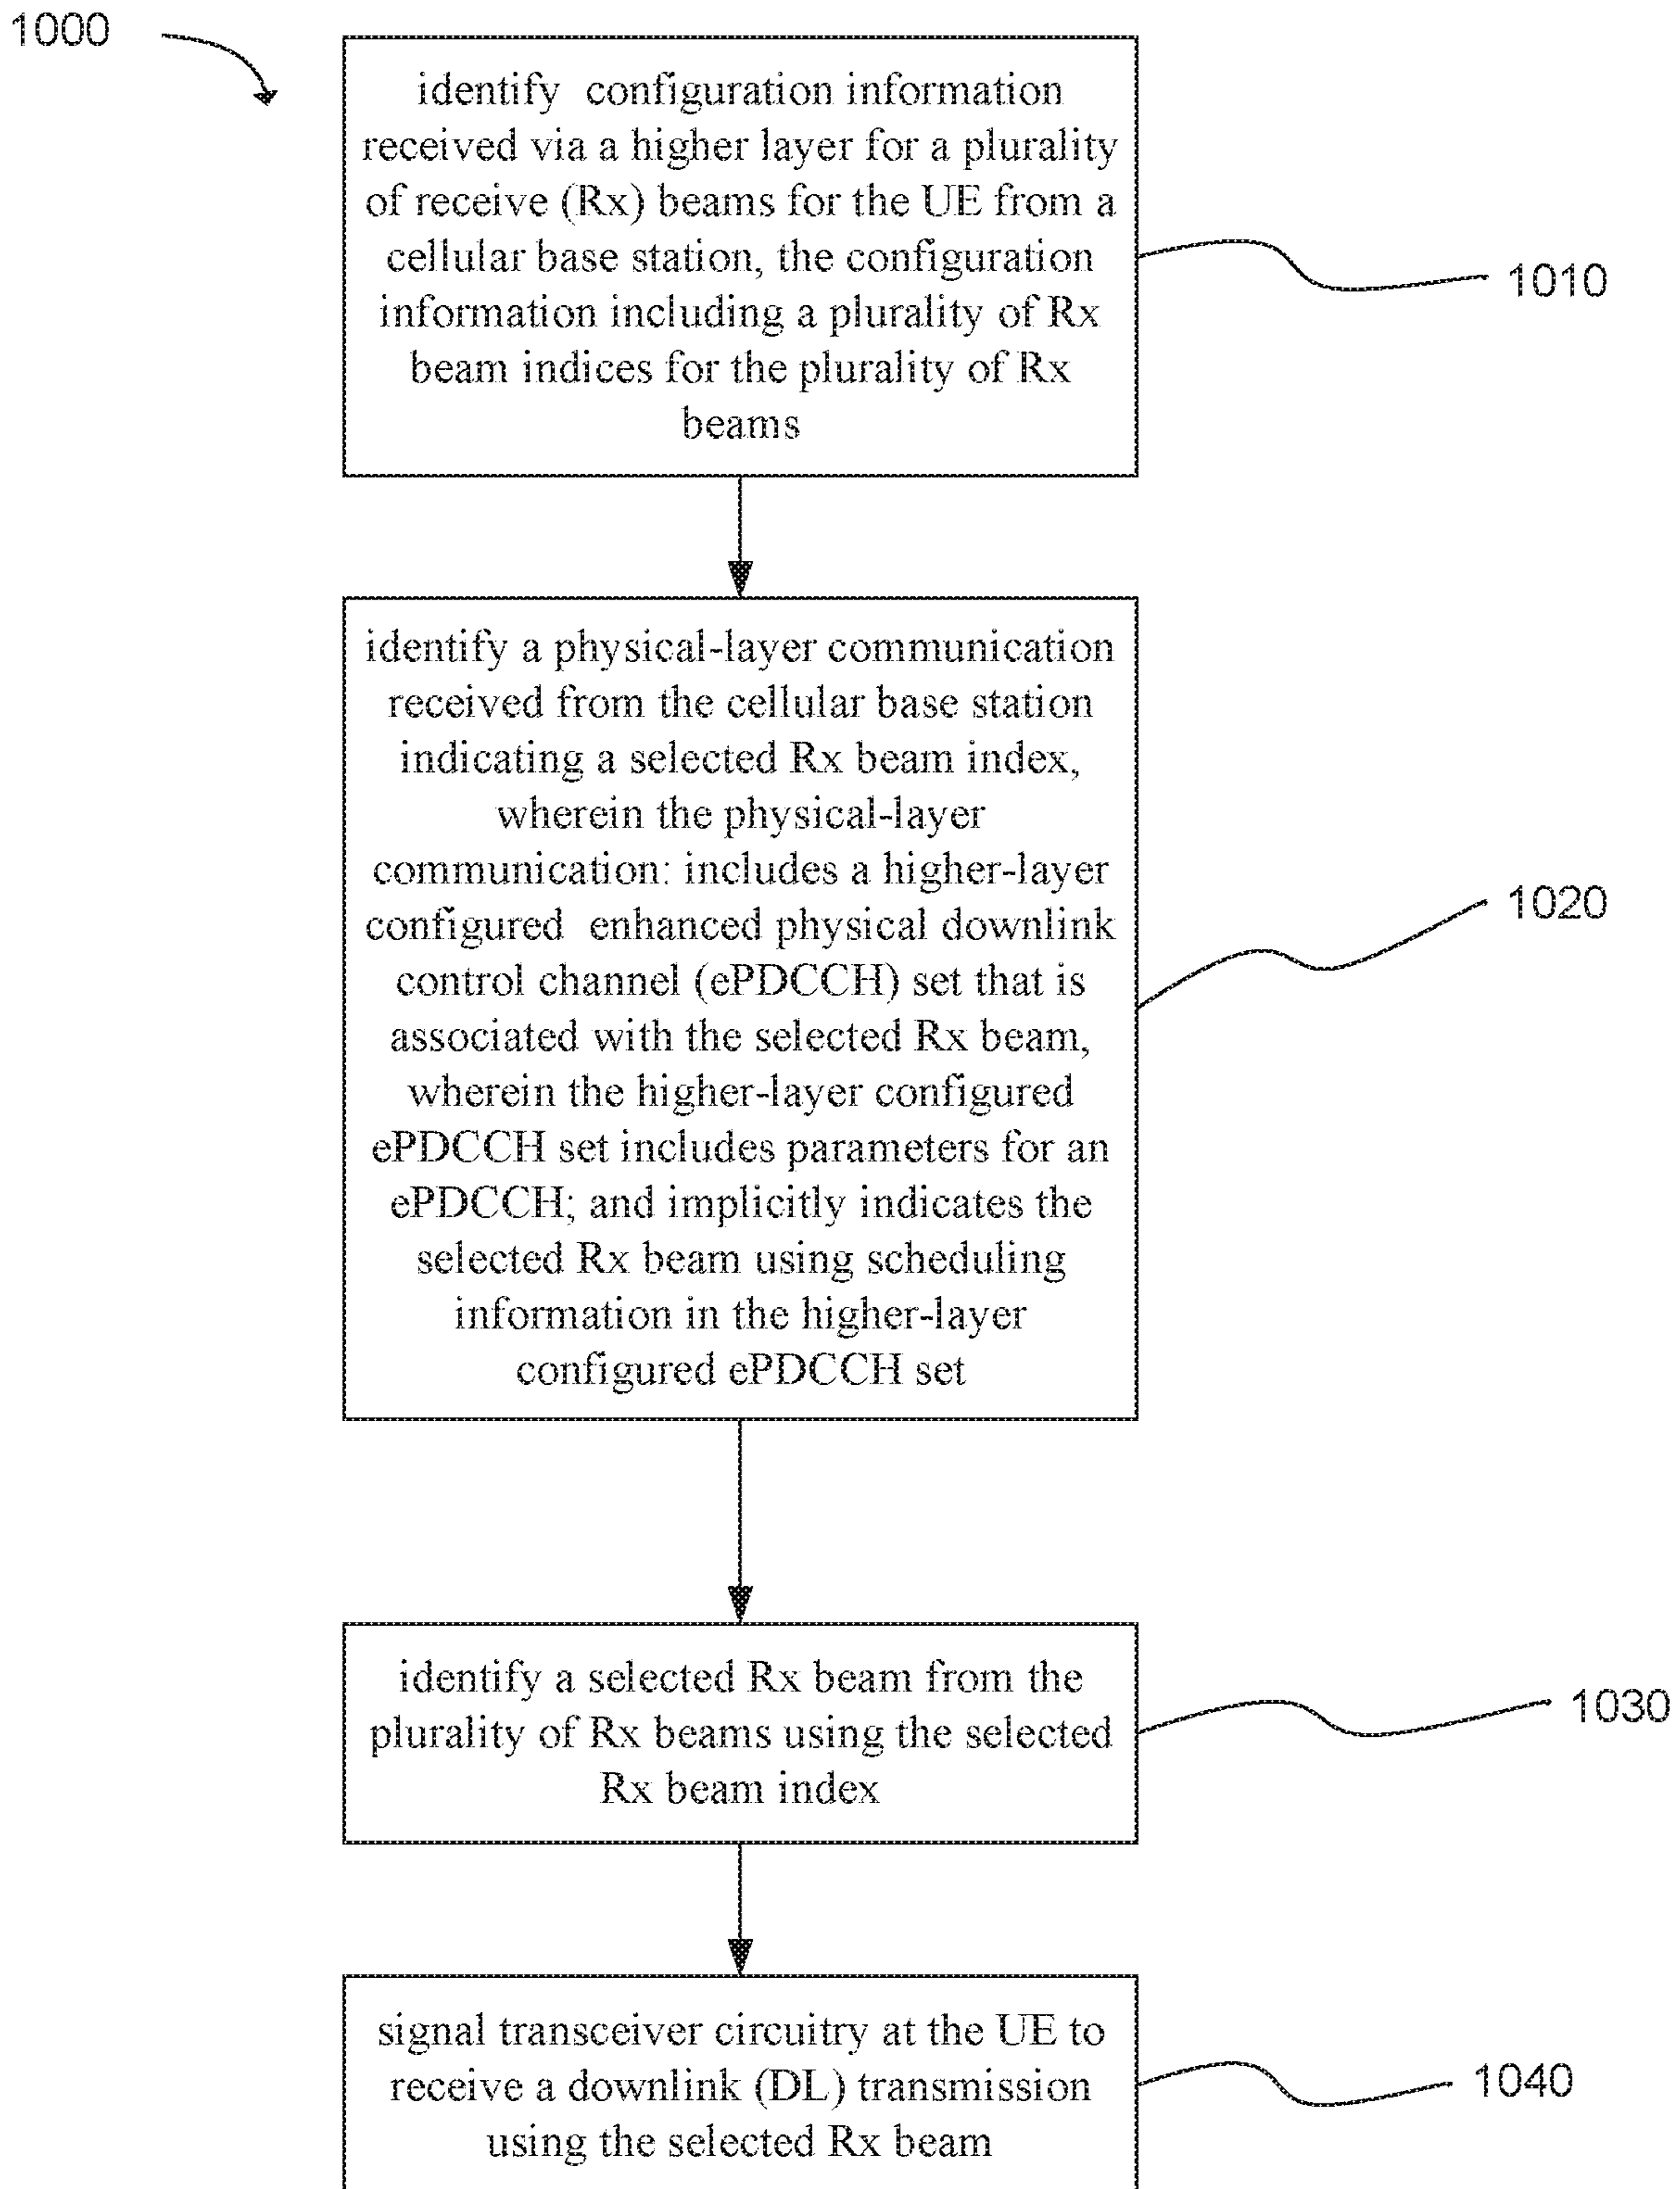 1000
identify configuration information
received via a higher layer for a plurality
of receive (Rx) beams for the UE from a
cellular base station, the configuration
information including a plurality of Rx
beam indices for the plurality of Rx
beams
1010
identify a physical-layer communication
received from the cellular base station
indicating a selected Rx beam index,
wherein the physical-layer
communication: includes a higher-layer
configured enhanced physical downlink
control channel (ePDCCH) set that is
associated with the selected Rx beam,
wherein the higher-layer configured
ePDCCH set includes parameters for an
ePDCCH; and implicitly indicates the
selected Rx beam using scheduling
information in the higher-layer
configured ePDCCH set
1020
identify a selected Rx beam from the
plurality of Rx beams using the selected
Rx beam index
1030
signal transceiver circuitry at the UE to
receive a downlink (DL) transmission
using the selected Rx beam
1040